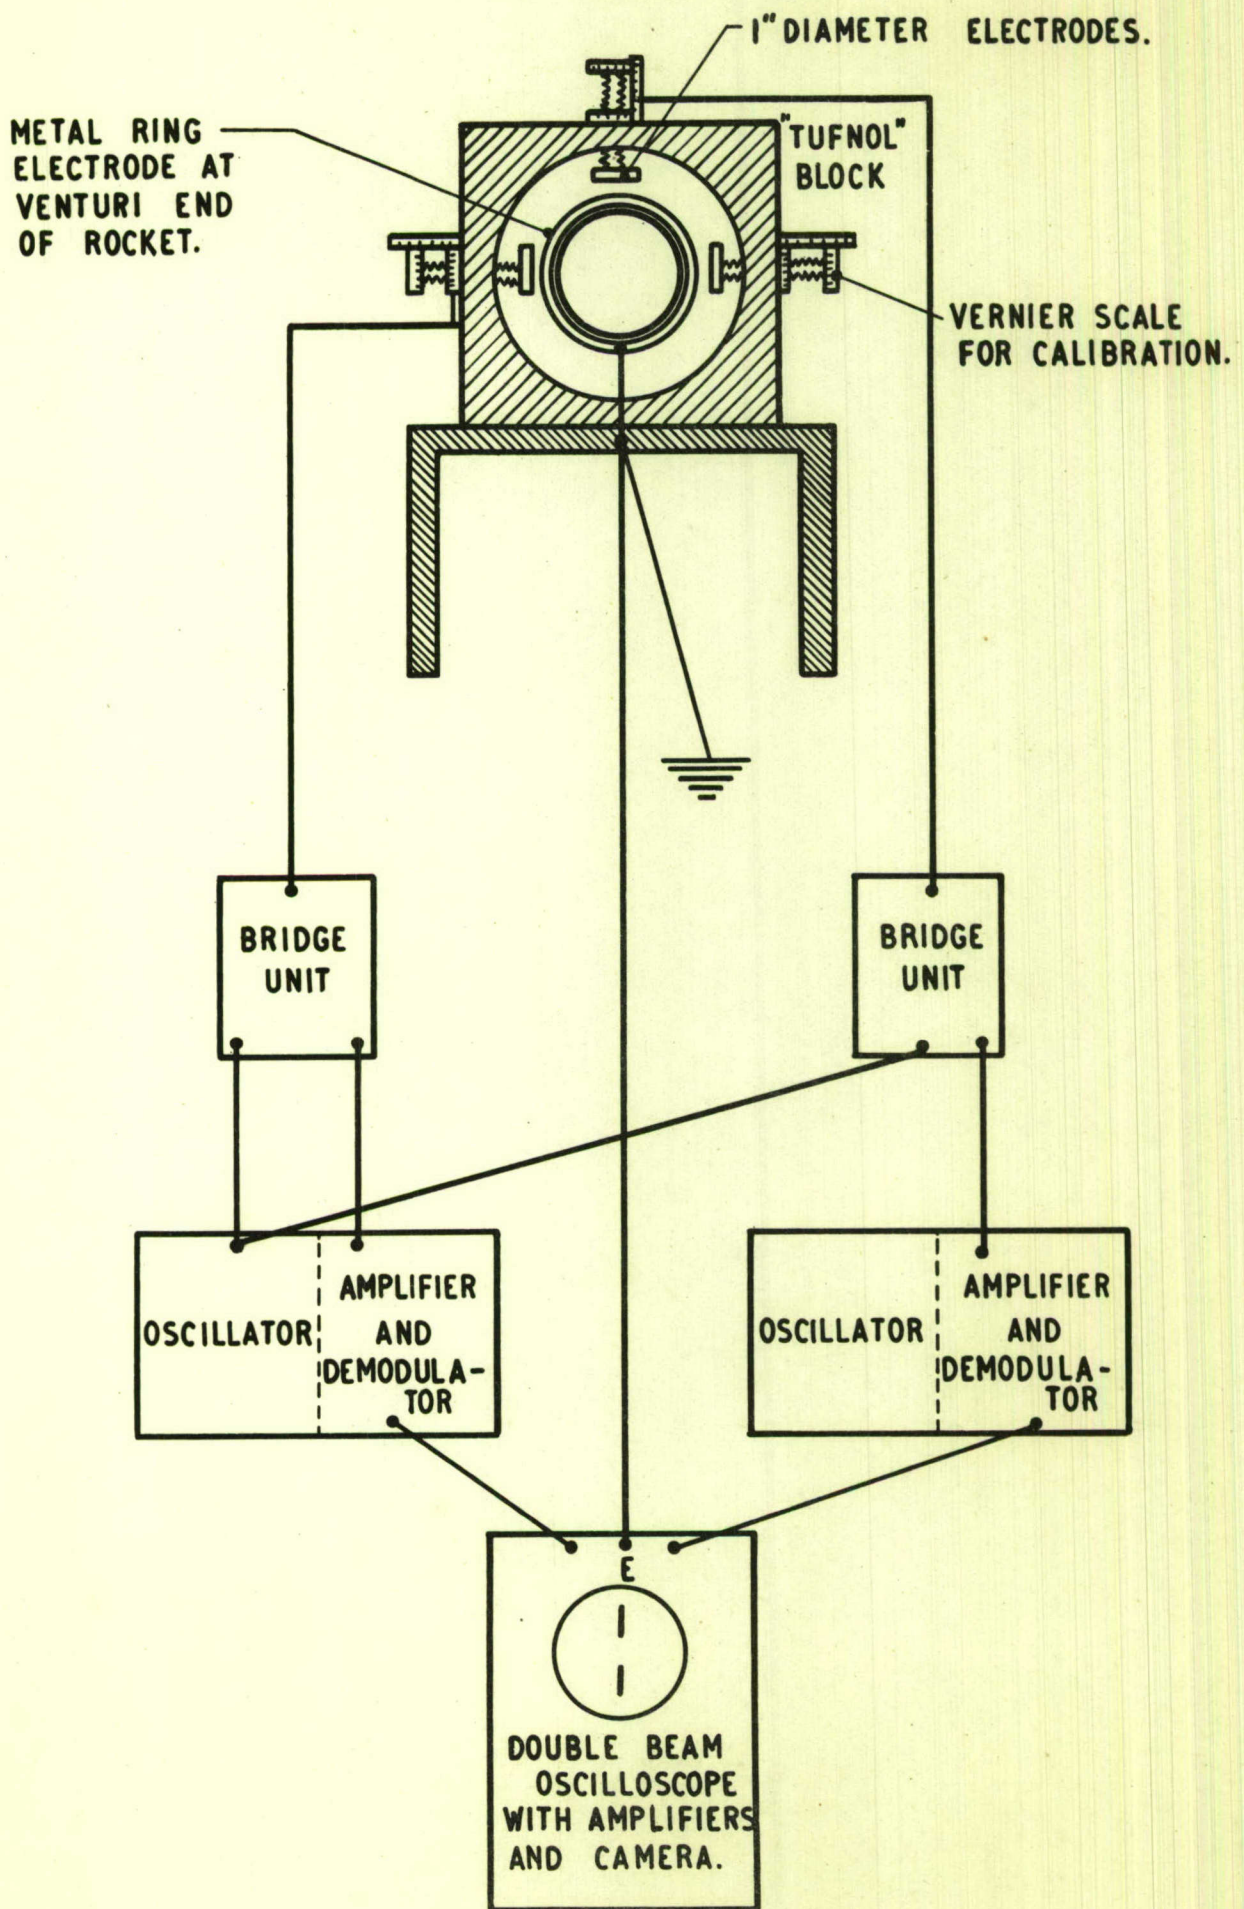 1" DIAMETER ELECTRODES.
METAL RING
ELECTRODE AT
VENTURI END
OF ROCKET.
"TUFNOL"
BLOCK
VERNIER SCALE
FOR CALIBRATION.
BRIDGE
UNIT
BRIDGE
UNIT
OSCILLATOR
AMPLIFIER
AND
DEMODULA-
TOR
OSCILLATOR
AMPLIFIER
AND
DEMODULA-
TOR
E
DOUBLE BEAM
OSCILLOSCOPE
WITH AMPLIFIERS
AND CAMERA.